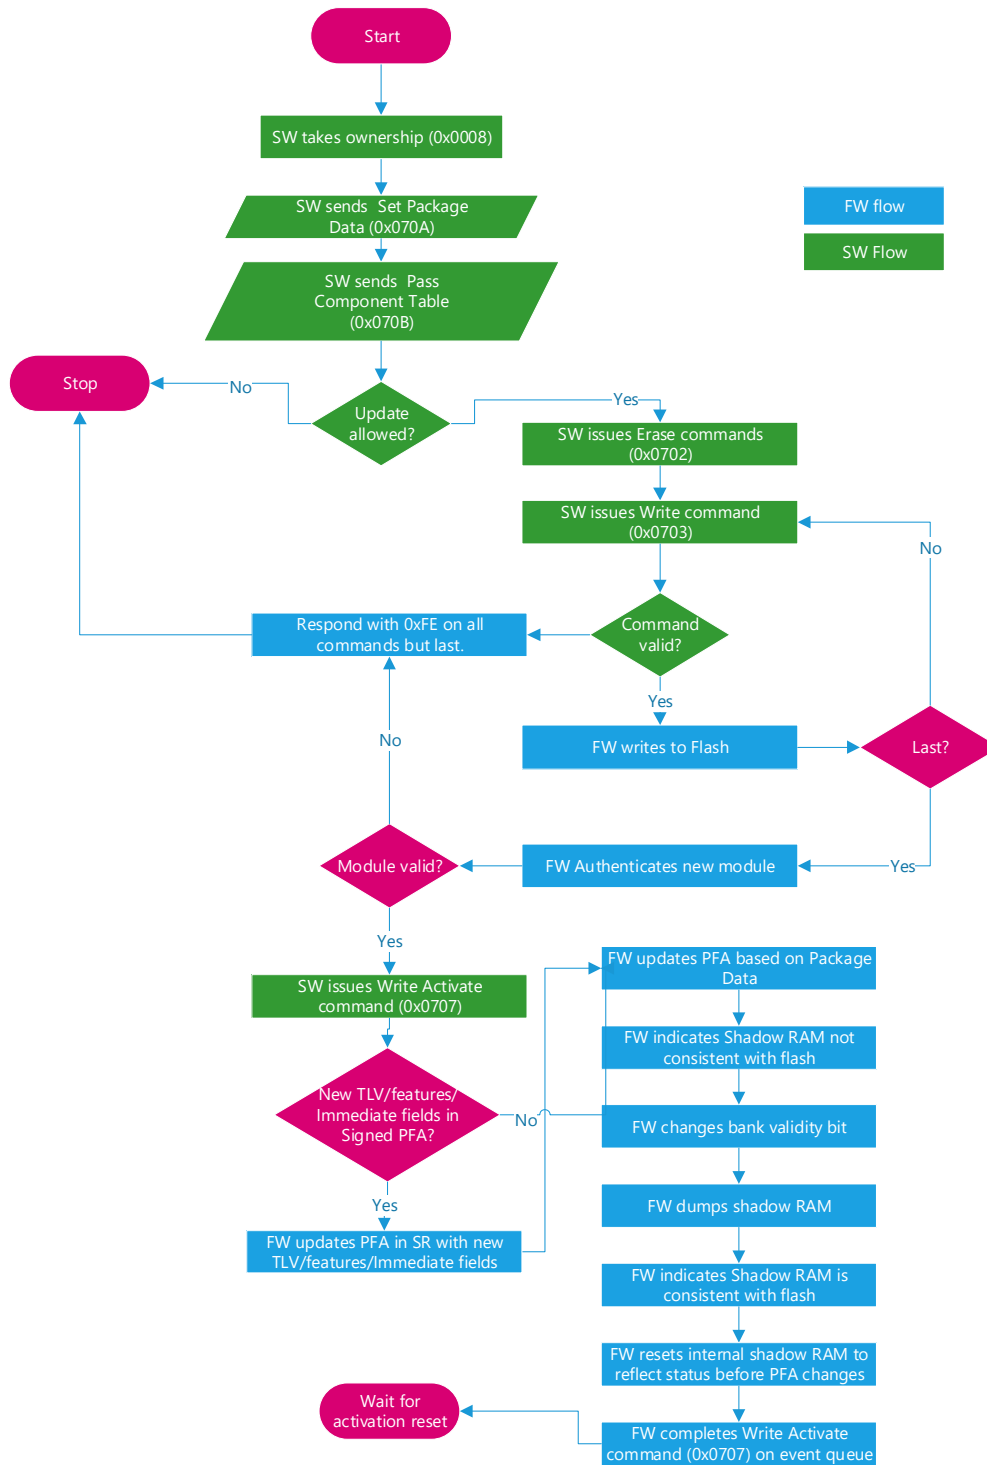 Start
SW takes ownership (0x0008)
SW sends  Set Package
Data (0x070A)
FW flow
SW Flow
SW sends  Pass
Component Table
(0x070B)
Stop
No
Update
allowed?
Yes
SW issues Erase commands
(0x0702)
SW issues Write command
(0x0703)
No
Respond with 0xFE on all
commands but last.
Command
valid?
Yes
No
FW writes to Flash
Last?
Module valid?
FW Authenticates new module
Yes
Yes
SW issues Write Activate
command (0x0707)
FW updates PFA based on Package
Data
FW indicates Shadow RAM not
consistent with flash
New TLV/features/
Immediate fields in
Signed PFA?
No
FW changes bank validity bit
Yes
FW dumps shadow RAM
FW updates PFA in SR with new
TLV/features/Immediate fields
FW indicates Shadow RAM is
consistent with flash
FW resets internal shadow RAM to
reflect status before PFA changes
Wait for
activation reset
FW completes Write Activate
command (0x0707) on event queue